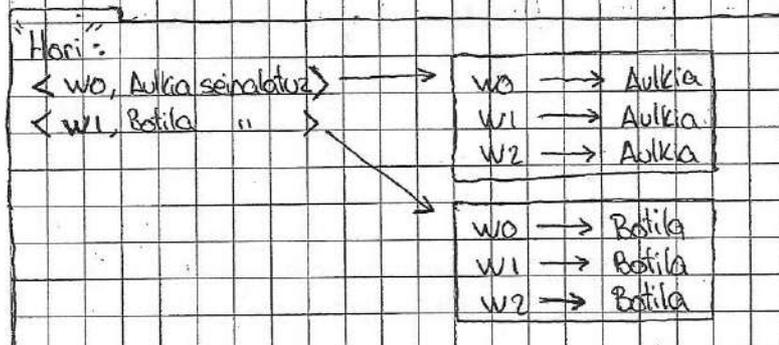 "Hori":
< W0, Aulkia seinalatuz> → W0 → Aulkia
W1 → Aulkia
W2 → Aulkia
< W1, Botila " > → W0 → Botila
W1 → Botila
W2 → Botila